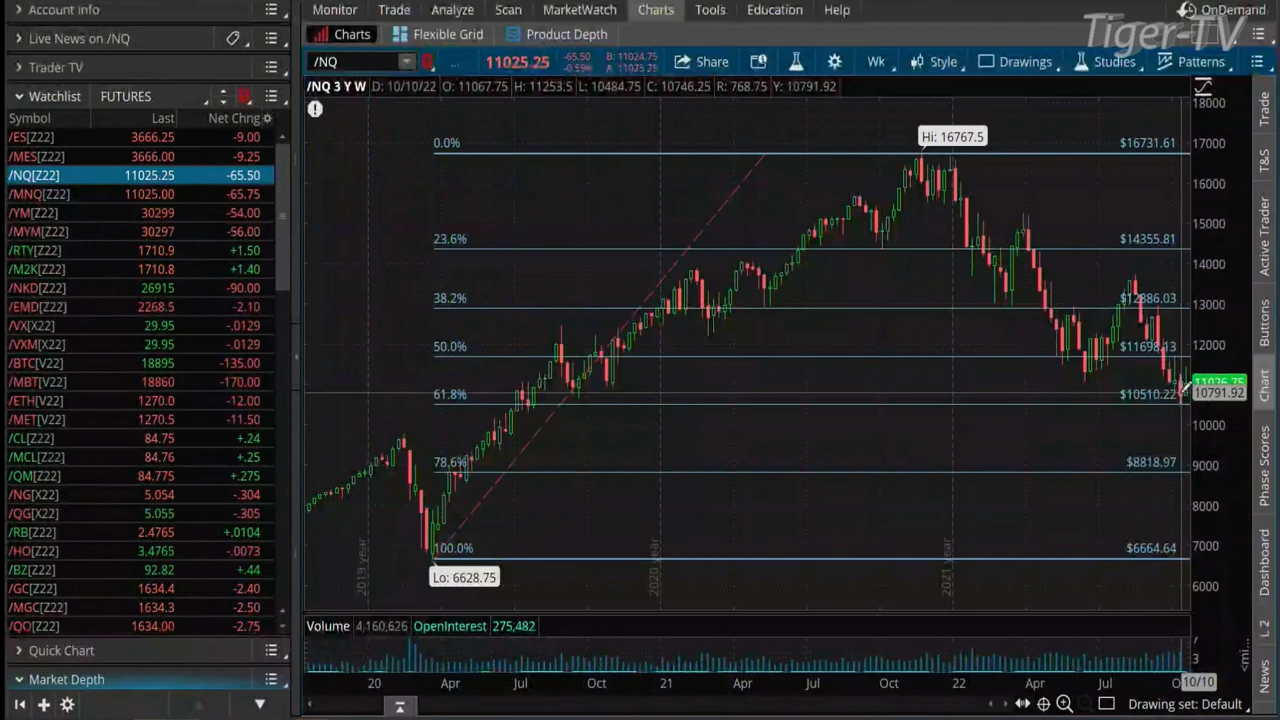 Account info
Live News on /NQ
Trader TV
Watchlist FUTURES
Symbol Last Net Chng
/ES[Z22] 3666.25 -9.00
/MES[Z22] 3666.00 -9.25
/NQ[Z22] 11025.25 -65.50
/MNQ[Z22] 11025.00 -65.75
/YM[Z22] 30299 -54.00
/MYM[Z22] 30297 -56.00
/RTY[Z22] 1710.9 +1.50
/M2K[Z22] 1710.8 +1.40
/NKD[Z22] 26915 -90.00
/EMD[Z22] 2268.5 -2.10
/VX[X22] 29.95 -.0129
/VXM[X22] 29.95 -.0129
/BTC[V22] 18895 -135.00
/MBT[V22] 18860 -170.00
/ETH[V22] 1270.0 -12.00
/MET[V22] 1270.5 -11.50
/CL[Z22] 84.75 +.24
/MCL[Z22] 84.76 +.25
/QM[Z22] 84.775 +.275
/NG[X22] 5.054 -.304
/QG[X22] 5.055 -.305
/RB[Z22] 2.4765 +.0104
/HO[Z22] 3.4765 -.0073
/BZ[Z22] 92.82 +.44
/GC[Z22] 1634.4 -2.40
/MGC[Z22] 1634.3 -2.50
/QO[Z22] 1634.00 -2.75
Quick Chart
Market Depth
Monitor Trade Analyze Scan MarketWatch Charts Tools Education Help
OnDemand
Tiger-TV
Charts Flexible Grid Product Depth
/NQ 11025.25 -65.50 -0.59% B: 11024.75 A: 11025.25 Share Wk Style Drawings Studies Patterns
/NQ 3 Y W D: 10/10/22 O: 11067.75 H: 11253.5 L: 10484.75 C: 10746.25 R: 768.75 Y: 10791.92
18000
17000
16000
15000
14000
13000
12000
10000
9000
8000
7000
6000
Hi: 16767.5
0.0% $16731.61
23.6% $14355.81
38.2% $12886.03
50.0% $11698.13
11026.75
10791.92
61.8% $10510.22
78.6% $8818.97
100.0% $6664.64
Lo: 6628.75
2019 year
2020 year
2021 year
Volume 4,160,626 OpenInterest 275,482
20 Apr Jul Oct 21 Apr Jul Oct 22 Apr Jul
10/10
Drawing set: Default
Trade
T&S
Active Trader
Buttons
Chart
Phase Scores
Dashboard
L 2
News